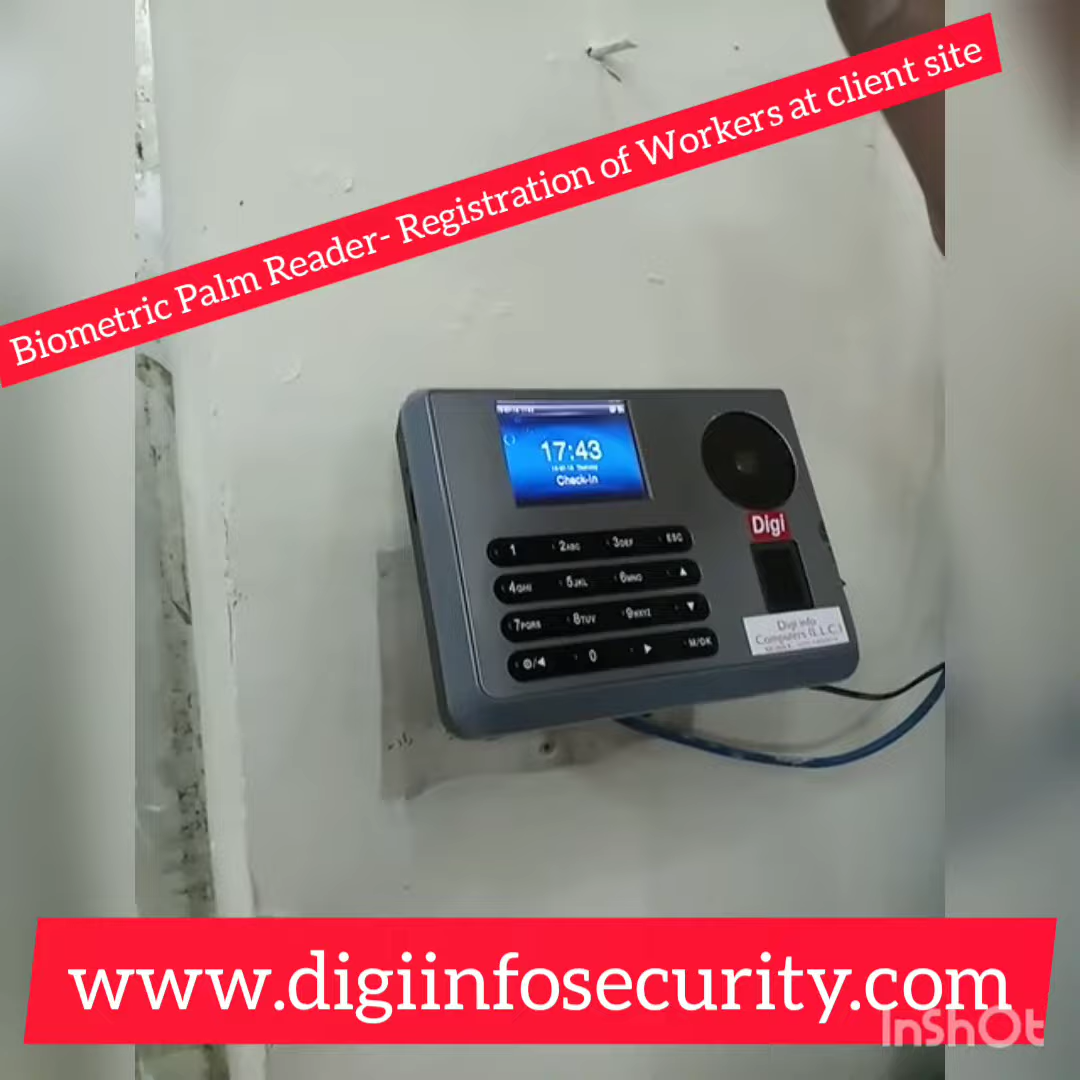 Biometric Palm Reader- Registration of Workers at client site
17:43
Check-In
Digi
1 2ABC 3DEF ESC
4GHI 5JKL 6MNO ▲
7PQRS 8TUV 9WXYZ ▼
/◀ 0 ▶ M/OK
Digi info
Computers (L.L.C.)
www.digiinfosecurity.com
InShOt